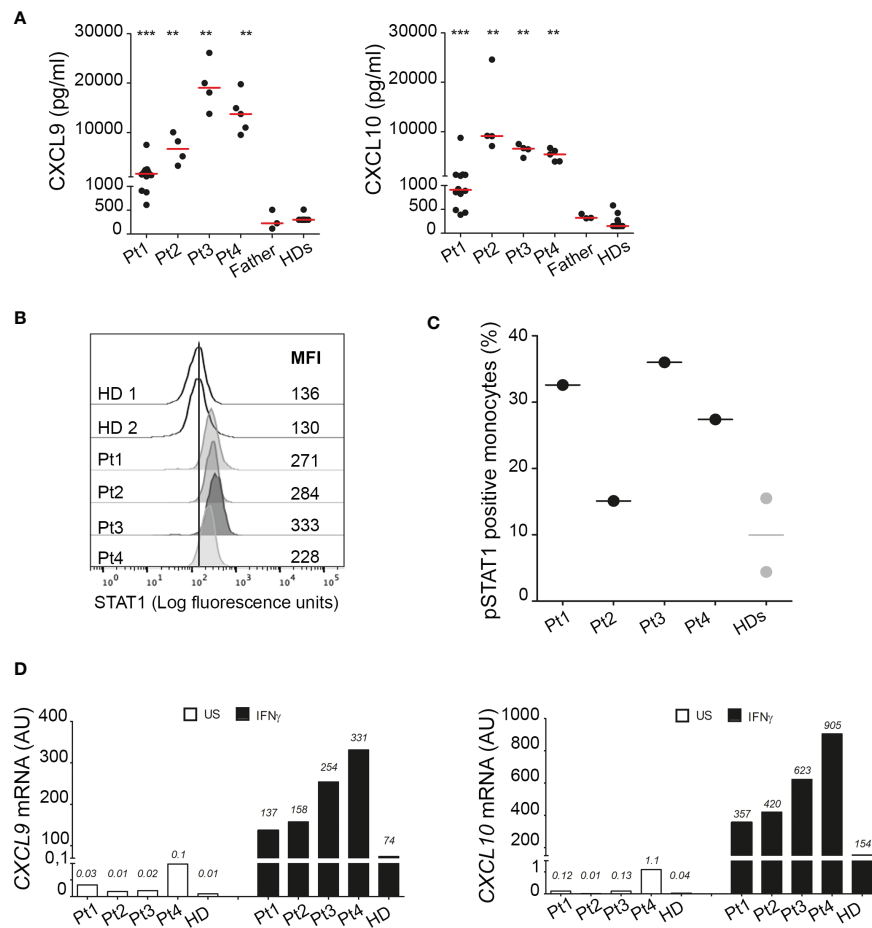 A
CXCL9 (pg/ml)
30000
20000
10000
1000
500
0
*** ** ** **
Pt1 Pt2 Pt3 Pt4 Father HDs
CXCL10 (pg/ml)
30000
10000
1000
500
0
*** ** ** **
Pt1 Pt2 Pt3 Pt4 Father HDs
B
MFI
HD 1 136
HD 2 130
Pt1 271
Pt2 284
Pt3 333
Pt4 228
10^0 10^1 10^2 10^3 10^4 10^5
STAT1 (Log fluorescence units)
C
pSTAT1 positive monocytes (%)
40
30
20
10
0
Pt1 Pt2 Pt3 Pt4 HDs
D
CXCL9 mRNA (AU)
US IFNγ
400
300
200
100
0,1
0
0.03 0.01 0.02 0.1 0.01 137 158 254 331 74
Pt1 Pt2 Pt3 Pt4 HD Pt1 Pt2 Pt3 Pt4 HD
CXCL10 mRNA (AU)
US IFNγ
1000
800
600
400
200
1
0
0.12 0.01 0.13 1.1 0.04 357 420 623 905 154
Pt1 Pt2 Pt3 Pt4 HD Pt1 Pt2 Pt3 Pt4 HD